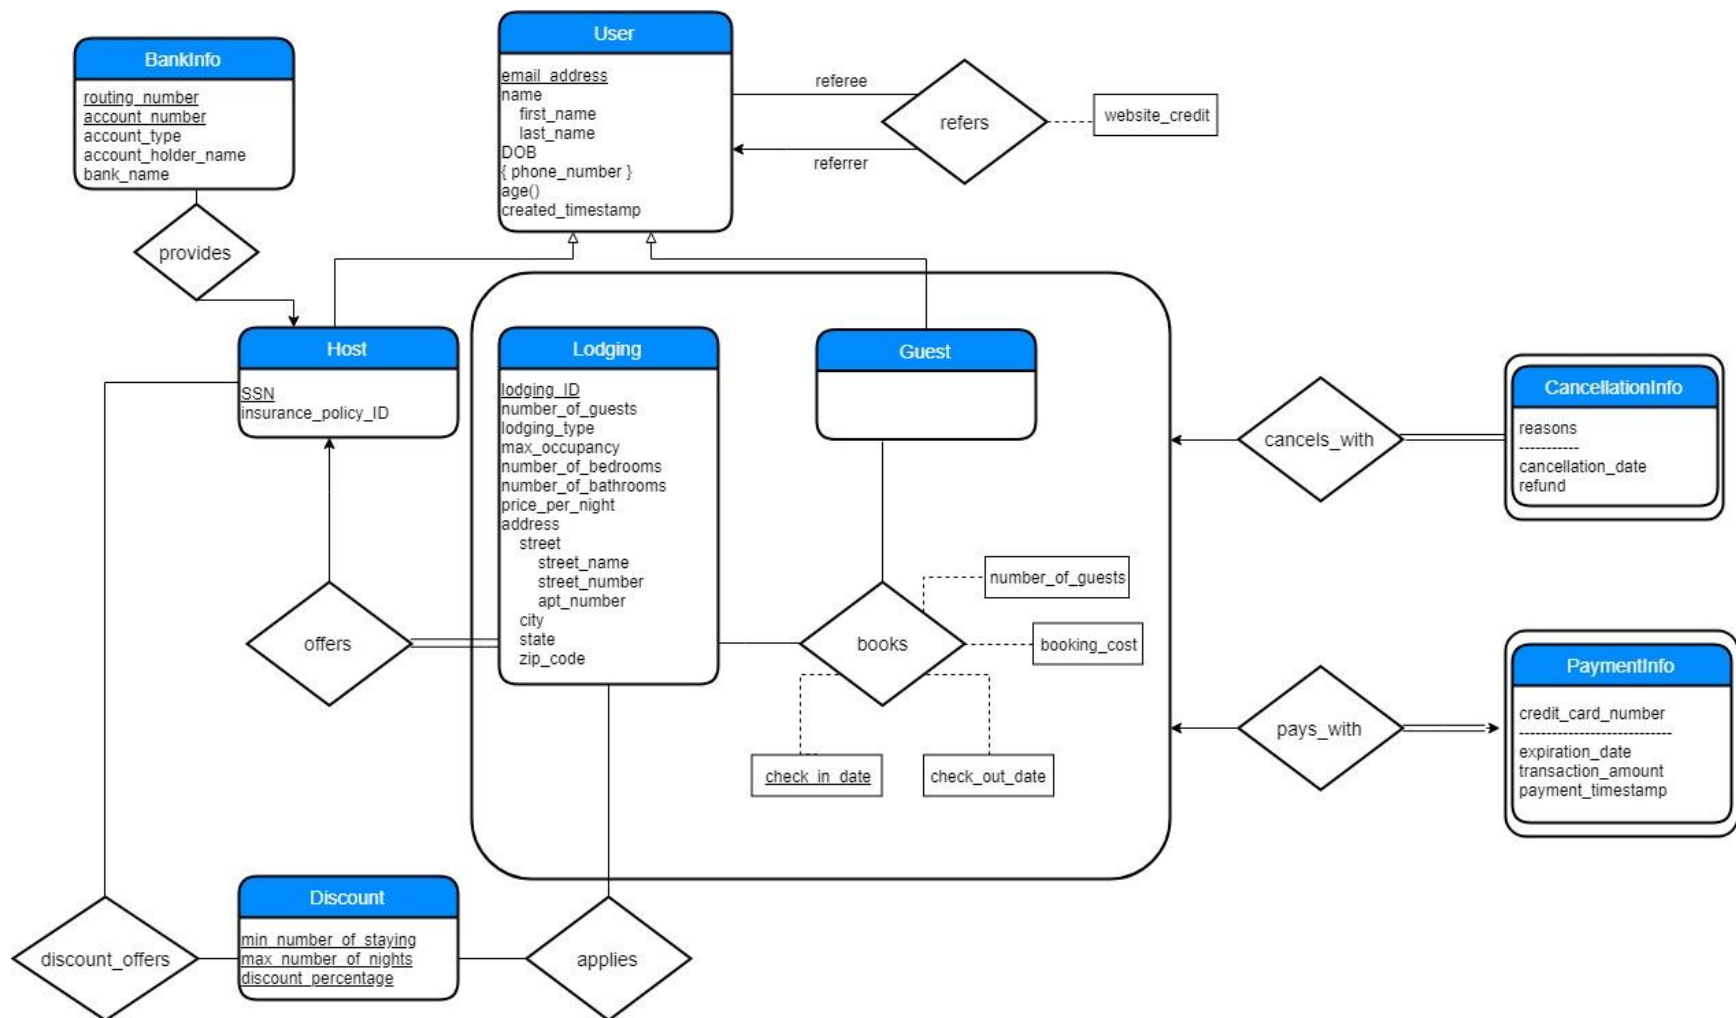 BankInfo
routing_number
account_number
account_type
account_holder_name
bank_name
User
email_address
name
first_name
last_name
DOB
{ phone_number }
age()
created_timestamp
referee
refers
website_credit
referrer
provides
Host
SSN
insurance_policy_ID
Lodging
lodging_ID
number_of_guests
lodging_type
max_occupancy
number_of_bedrooms
number_of_bathrooms
price_per_night
address
street
street_name
street_number
apt_number
city
state
zip_code
Guest
cancels_with
CancellationInfo
reasons
-----------
cancellation_date
refund
offers
books
number_of_guests
booking_cost
check_in_date
check_out_date
pays_with
PaymentInfo
credit_card_number
----------------------------
expiration_date
transaction_amount
payment_timestamp
discount_offers
Discount
min_number_of_staying
max_number_of_nights
discount_percentage
applies